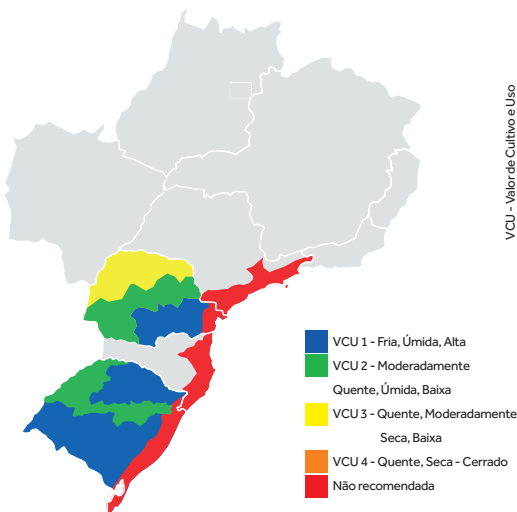 VCU - Valor de Cultivo e Uso
VCU 1 - Fria, Úmida, Alta
VCU 2 - Moderadamente
Quente, Úmida, Baixa
VCU 3 - Quente, Moderadamente
Seca, Baixa
VCU 4 - Quente, Seca - Cerrado
Não recomendada